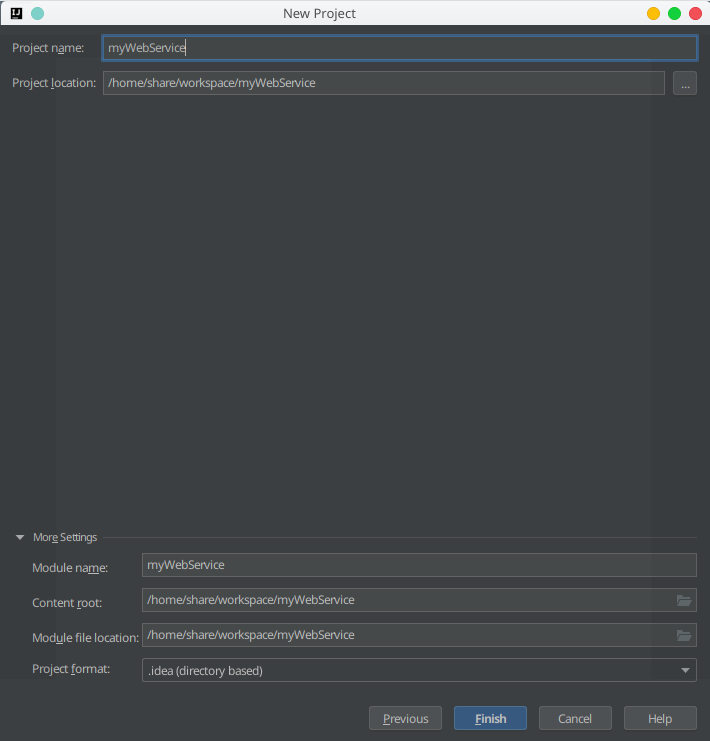 IJ
New Project
Project name: myWebService
Project location: /home/share/workspace/myWebService ...
More Settings
Module name: myWebService
Content root: /home/share/workspace/myWebService
Module file location: /home/share/workspace/myWebService
Project format: .idea (directory based)
Previous Finish Cancel Help